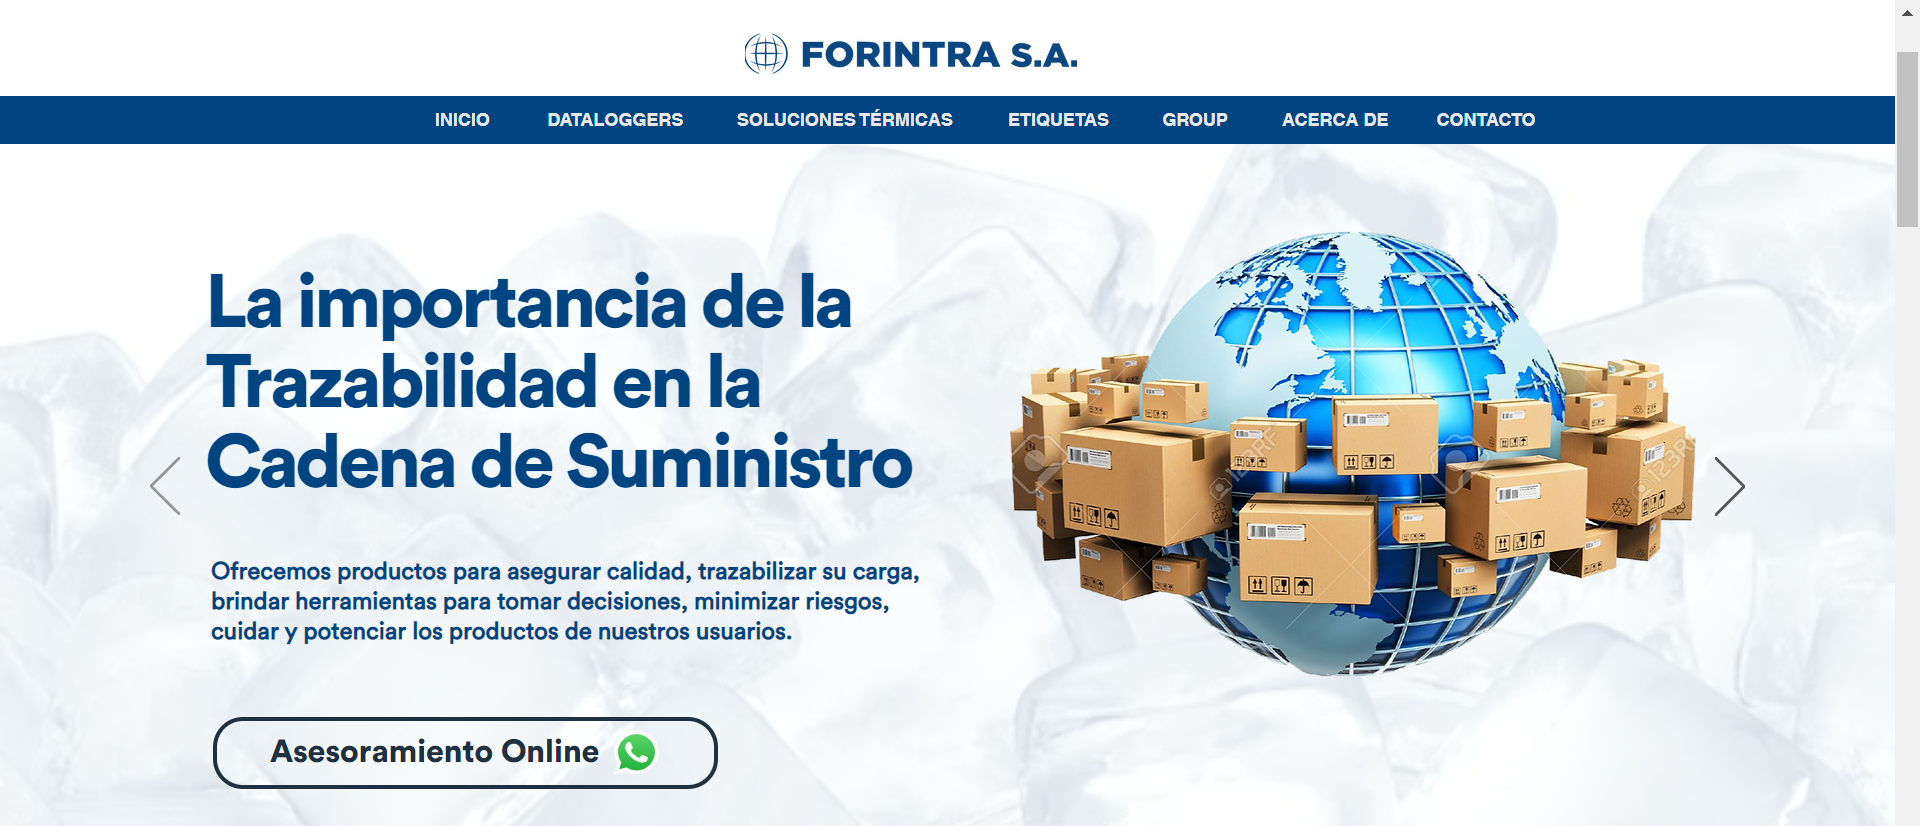 FORINTRA S.A.
INICIO DATALOGGERS SOLUCIONES TÉRMICAS ETIQUETAS GROUP ACERCA DE CONTACTO
La importancia de la
Trazabilidad en la
Cadena de Suministro
Ofrecemos productos para asegurar calidad, trazabilizar su carga,
brindar herramientas para tomar decisiones, minimizar riesgos,
cuidar y potenciar los productos de nuestros usuarios.
Asesoramiento Online
123RF
123RF